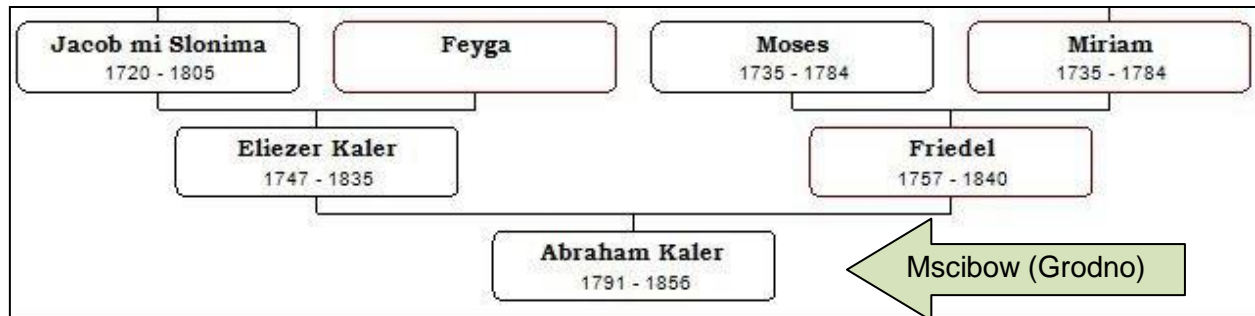 Jacob mi Slonima
1720 - 1805
Feyga
Moses
1735 - 1784
Miriam
1735 - 1784
Eliezer Kaler
1747 - 1835
Friedel
1757 - 1840
Abraham Kaler
1791 - 1856
Mscibow (Grodno)